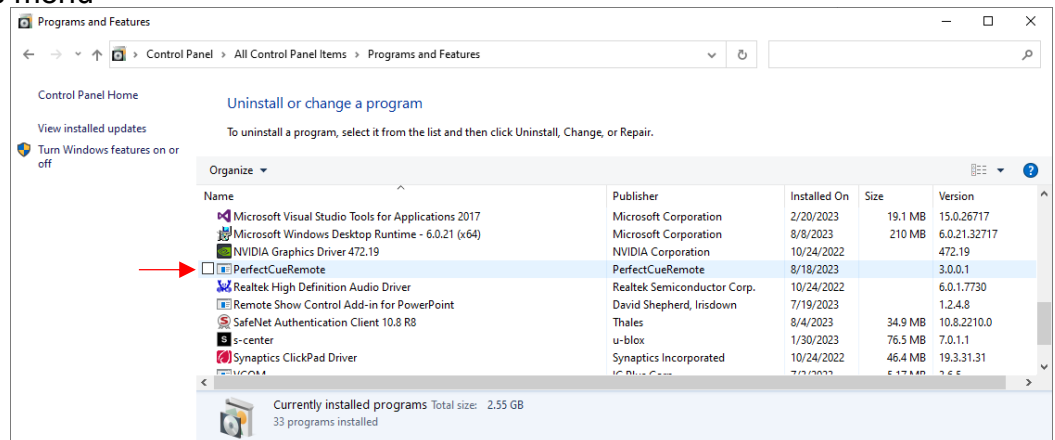 menu
Programs and Features
Control Panel > All Control Panel Items > Programs and Features
Control Panel Home
View installed updates
Turn Windows features on or
off
Uninstall or change a program
To uninstall a program, select it from the list and then click Uninstall, Change, or Repair.
Organize
Name Publisher Installed On Size Version
Microsoft Visual Studio Tools for Applications 2017 Microsoft Corporation 2/20/2023 19.1 MB 15.0.26717
Microsoft Windows Desktop Runtime - 6.0.21 (x64) Microsoft Corporation 8/8/2023 210 MB 6.0.21.32717
NVIDIA Graphics Driver 472.19 NVIDIA Corporation 10/24/2022 472.19
PerfectCueRemote PerfectCueRemote 8/18/2023 3.0.0.1
Realtek High Definition Audio Driver Realtek Semiconductor Corp. 10/24/2022 6.0.1.7730
Remote Show Control Add-in for PowerPoint David Shepherd, Irisdown 7/19/2023 1.2.4.8
SafeNet Authentication Client 10.8 R8 Thales 8/4/2023 34.9 MB 10.8.2210.0
s s-center u-blox 1/30/2023 76.5 MB 7.0.1.1
Synaptics ClickPad Driver Synaptics Incorporated 10/24/2022 46.4 MB 19.3.31.31
VCOM
Currently installed programs Total size: 2.55 GB
33 programs installed